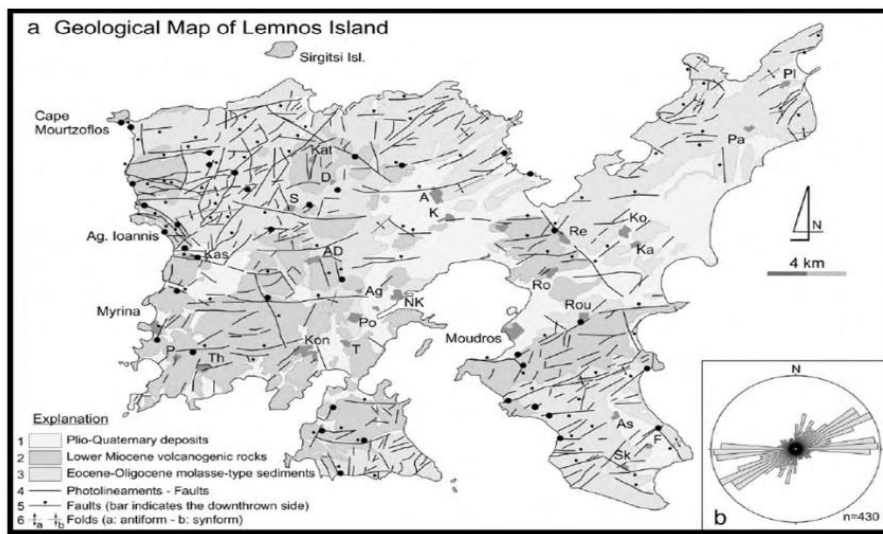 a Geological Map of Lemnos Island
Sirgitsi Isl.
Pl
Cape
Mourtzoflos
Pa
Kat
D
S
A
K
N
Ko
Re
Ag. Ioannis
Kas
Ka
4 km
AD
Ro
Ag
NK
Rou
Myrina
Po
Moudros
P
Th
Kon
T
N
Explanation
1 Plio-Quaternary deposits
2 Lower Miocene volcanogenic rocks
3 Eocene-Oligocene molasse-type sediments
4 Photolineaments - Faults
5 Faults (bar indicates the downthrown side)
6 a b Folds (a: antiform - b: synform)
As
F
Sk
b
n=430